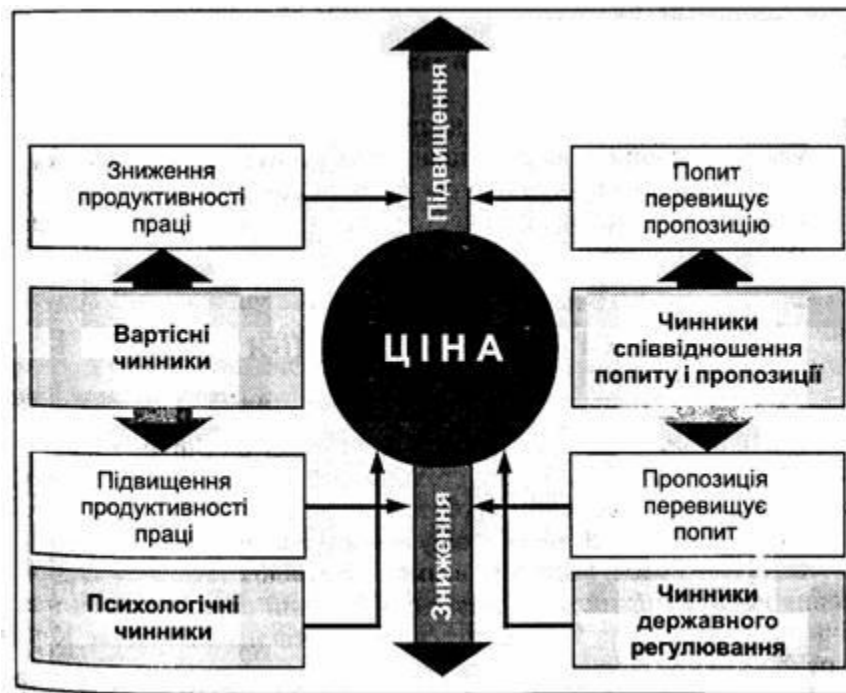 Підвищення
Зниження
продуктивності
праці
Попит
перевищує
пропозицію
Вартісні
чинники
ЦІНА
Чинники
співвідношення
попиту і пропозиції
Підвищення
продуктивності
праці
Зниження
Пропозиція
перевищує
попит
Психологічні
чинники
Чинники
державного
регулювання